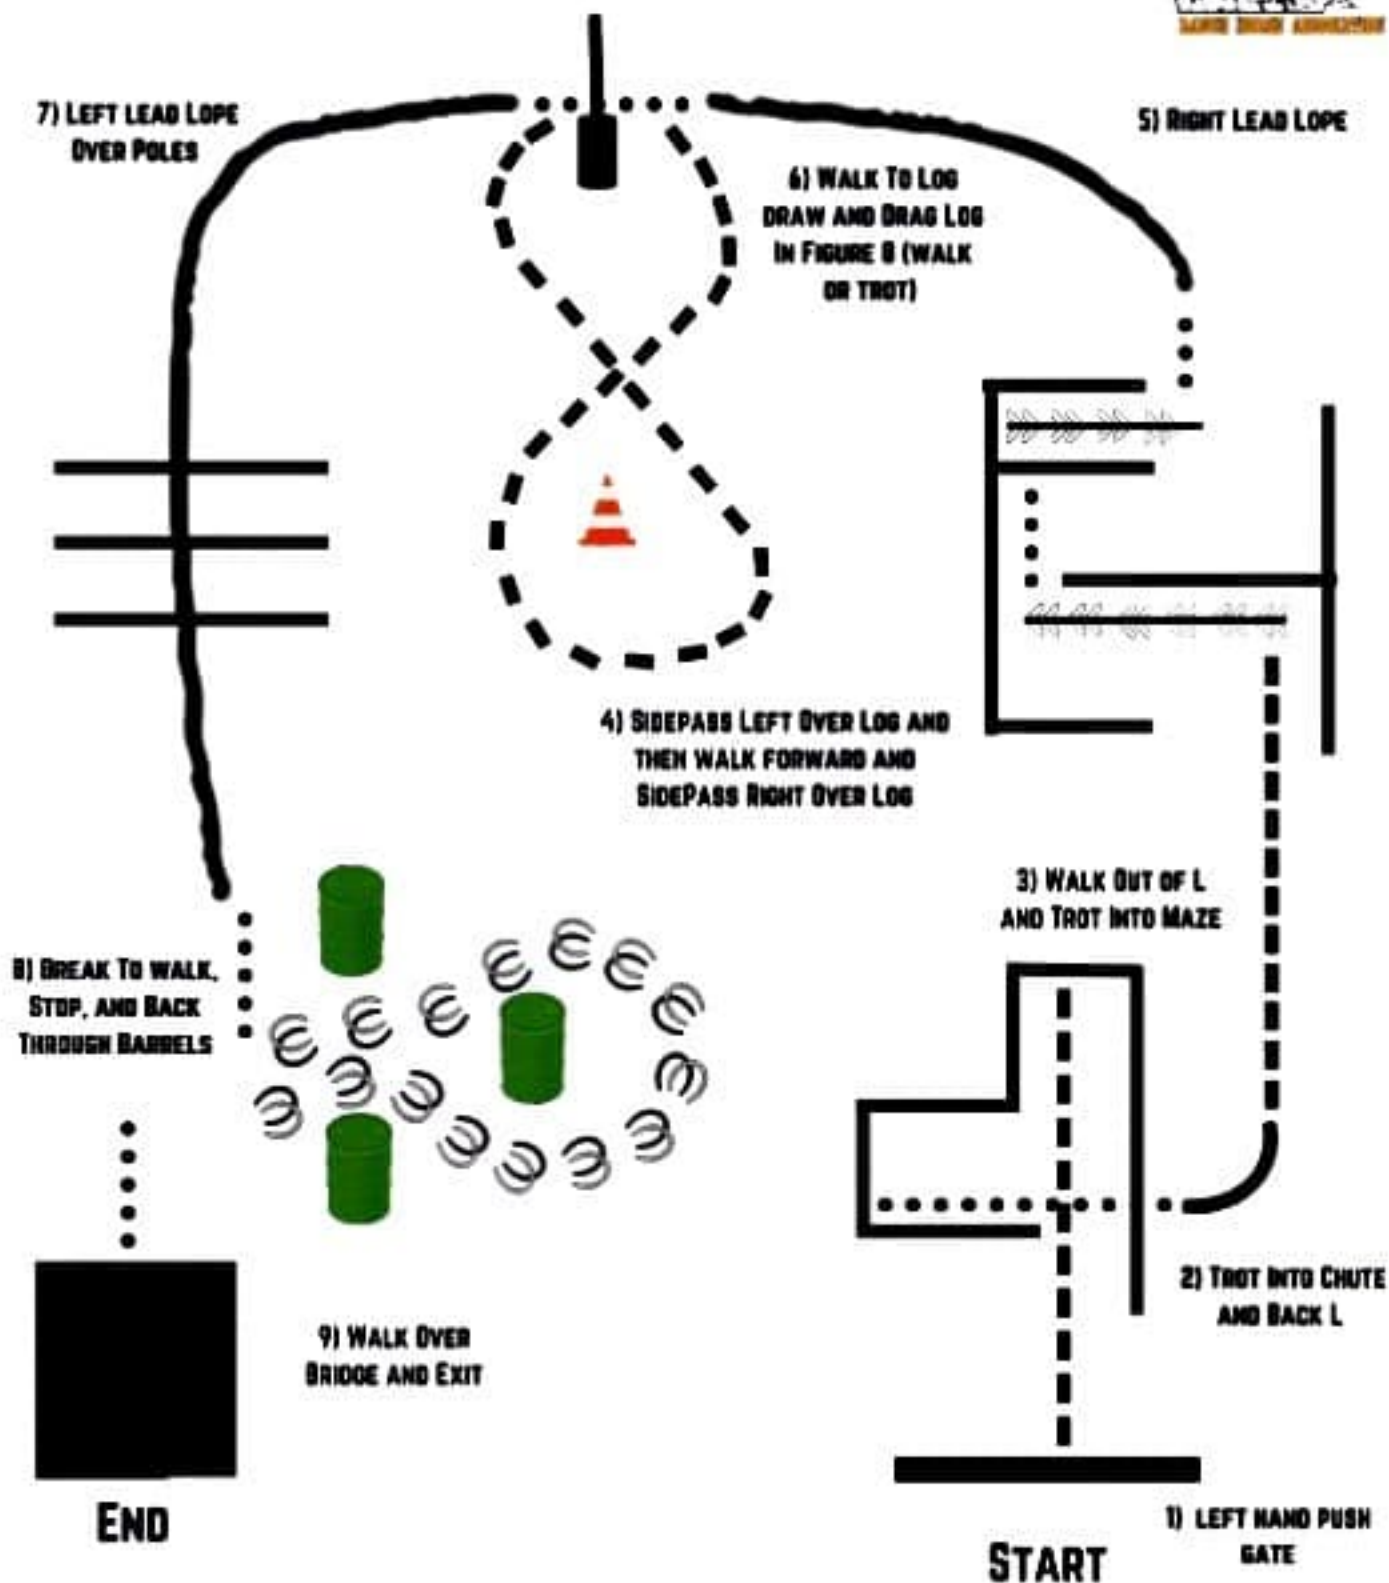 7) Left Lead Lope
Over Poles
5) Right Lead Lope
6) Walk To Log
Draw and Drag Log
In Figure 8 (walk
or trot)
4) Sidepass Left Over Log and
then walk forward and
SidePass Right Over Log
3) Walk Out of L
and Trot Into Maze
8) Break To walk,
Stop, and Back
Through Barrels
2) Trot Into Chute
and Back L
9) Walk Over
Bridge and Exit
End
1) Left Hand Push
Gate
Start